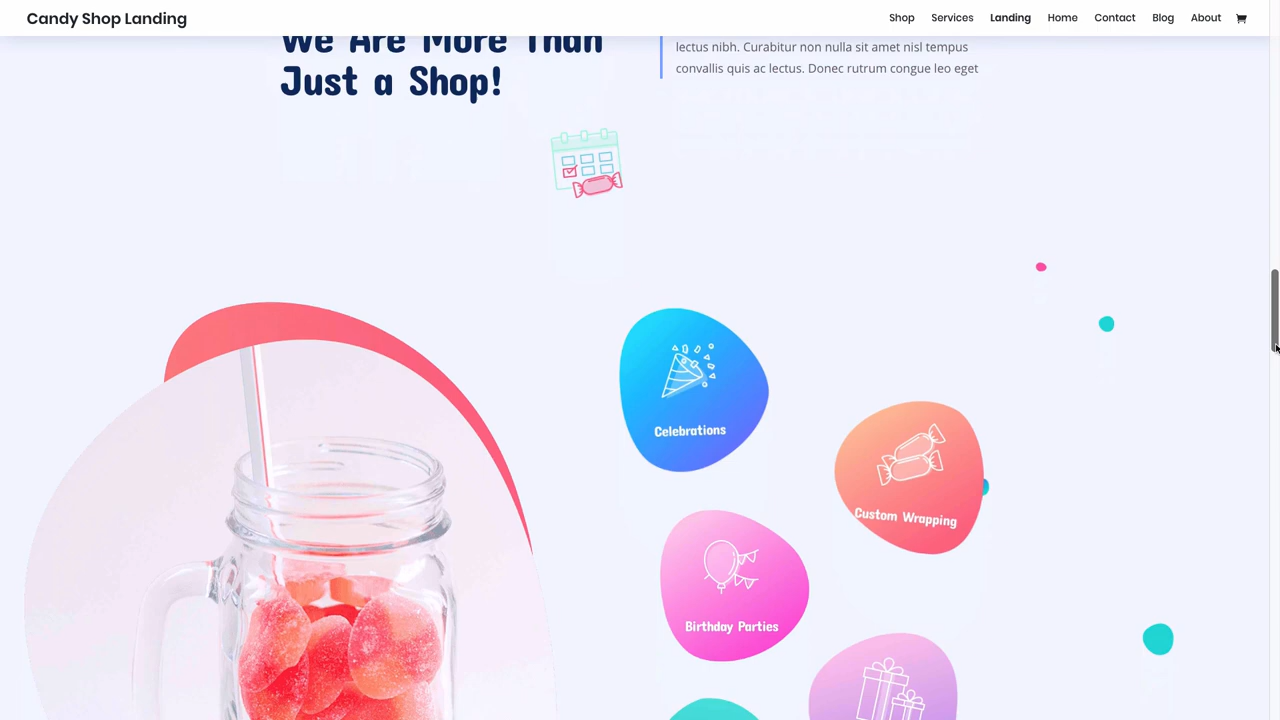 Candy Shop Landing
Shop Services Landing Home Contact Blog About
We Are More Than
Just a Shop!
lectus nibh. Curabitur non nulla sit amet nisl tempus
convallis quis ac lectus. Donec rutrum congue leo eget
Celebrations
Custom Wrapping
Birthday Parties